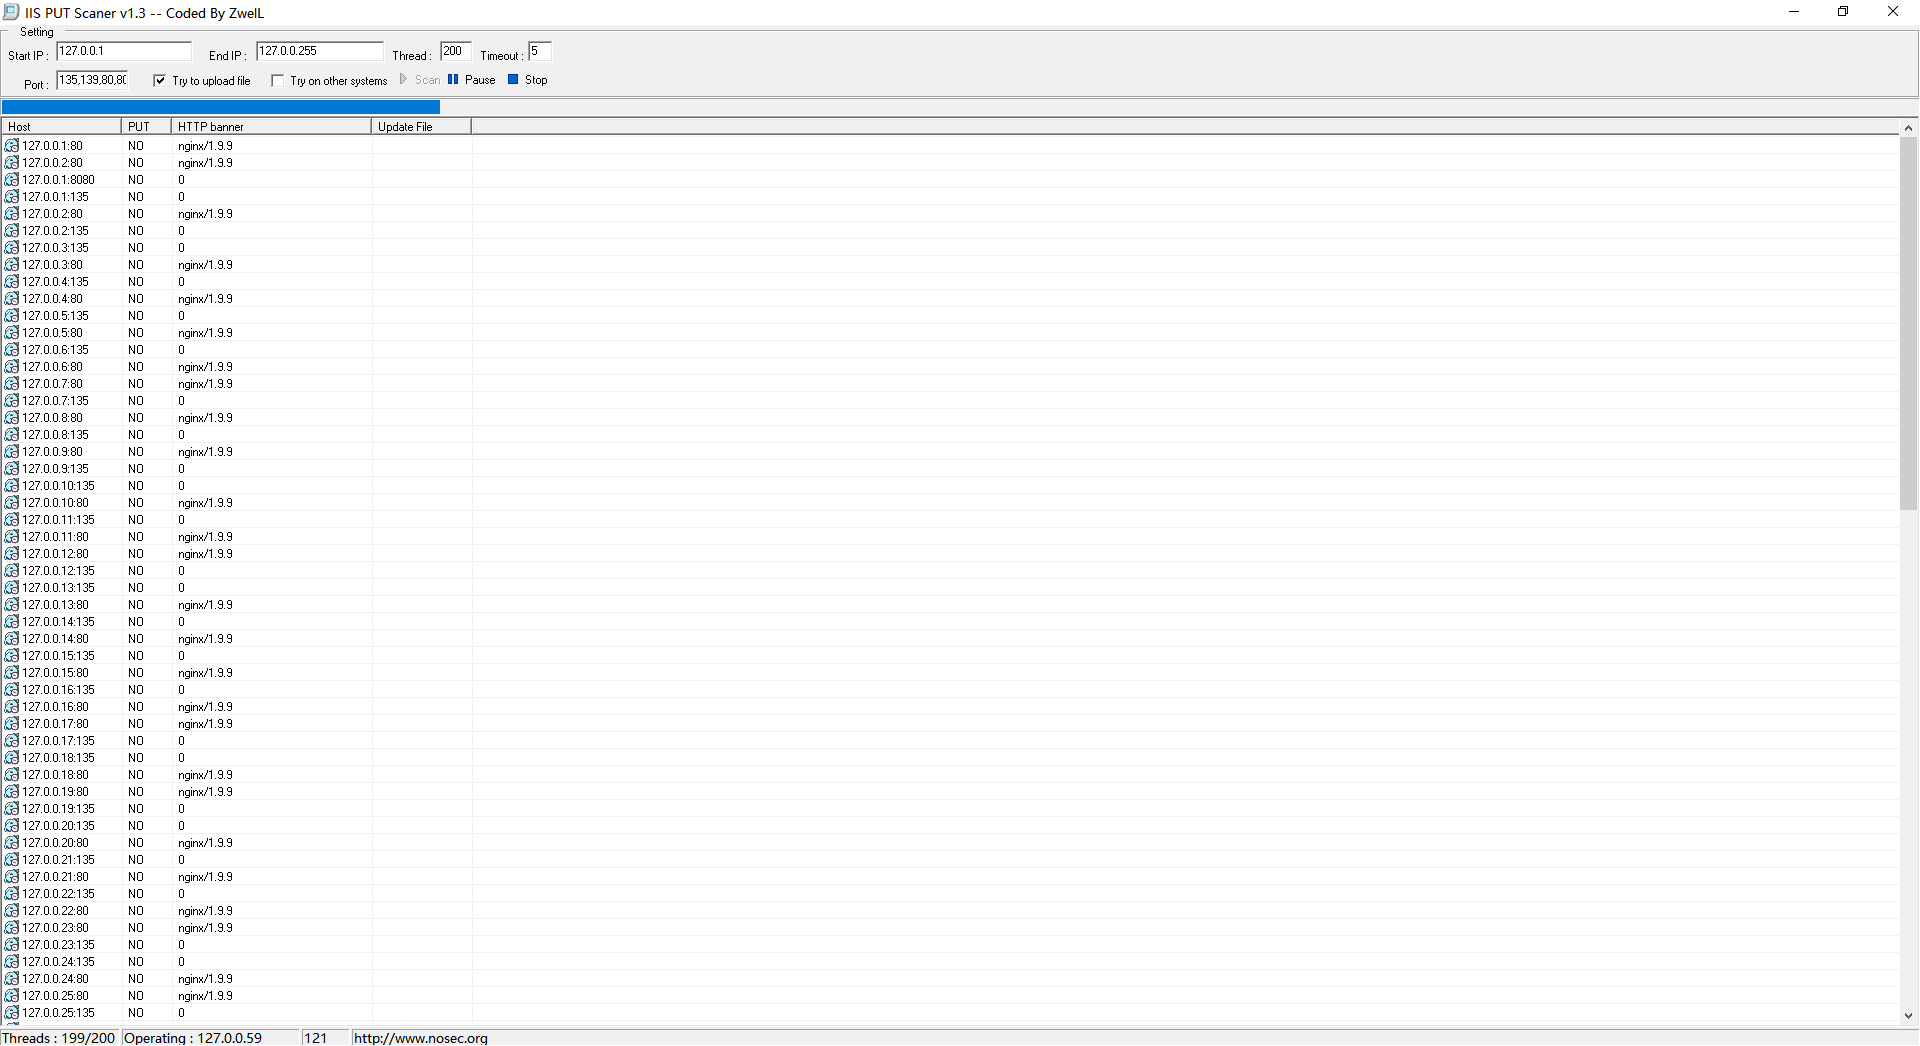 IIS PUT Scaner v1.3 -- Coded By ZwelL
Setting
Start IP : 127.0.0.1 End IP : 127.0.0.255 Thread : 200 Timeout : 5
Port : 135,139,80,80 Try to upload file Try on other systems Scan Pause Stop
Host PUT HTTP banner Update File
127.0.0.1:80 NO nginx/1.9.9
127.0.0.2:80 NO nginx/1.9.9
127.0.0.1:8080 NO 0
127.0.0.1:135 NO 0
127.0.0.2:80 NO nginx/1.9.9
127.0.0.2:135 NO 0
127.0.0.3:135 NO 0
127.0.0.3:80 NO nginx/1.9.9
127.0.0.4:135 NO 0
127.0.0.4:80 NO nginx/1.9.9
127.0.0.5:135 NO 0
127.0.0.5:80 NO nginx/1.9.9
127.0.0.6:135 NO 0
127.0.0.6:80 NO nginx/1.9.9
127.0.0.7:80 NO nginx/1.9.9
127.0.0.7:135 NO 0
127.0.0.8:80 NO nginx/1.9.9
127.0.0.8:135 NO 0
127.0.0.9:80 NO nginx/1.9.9
127.0.0.9:135 NO 0
127.0.0.10:135 NO 0
127.0.0.10:80 NO nginx/1.9.9
127.0.0.11:135 NO 0
127.0.0.11:80 NO nginx/1.9.9
127.0.0.12:80 NO nginx/1.9.9
127.0.0.12:135 NO 0
127.0.0.13:135 NO 0
127.0.0.13:80 NO nginx/1.9.9
127.0.0.14:135 NO 0
127.0.0.14:80 NO nginx/1.9.9
127.0.0.15:135 NO 0
127.0.0.15:80 NO nginx/1.9.9
127.0.0.16:135 NO 0
127.0.0.16:80 NO nginx/1.9.9
127.0.0.17:80 NO nginx/1.9.9
127.0.0.17:135 NO 0
127.0.0.18:135 NO 0
127.0.0.18:80 NO nginx/1.9.9
127.0.0.19:80 NO nginx/1.9.9
127.0.0.19:135 NO 0
127.0.0.20:135 NO 0
127.0.0.20:80 NO nginx/1.9.9
127.0.0.21:135 NO 0
127.0.0.21:80 NO nginx/1.9.9
127.0.0.22:135 NO 0
127.0.0.22:80 NO nginx/1.9.9
127.0.0.23:80 NO nginx/1.9.9
127.0.0.23:135 NO 0
127.0.0.24:135 NO 0
127.0.0.24:80 NO nginx/1.9.9
127.0.0.25:80 NO nginx/1.9.9
127.0.0.25:135 NO 0
Threads : 199/200 Operating : 127.0.0.59 121 http://www.nosec.org